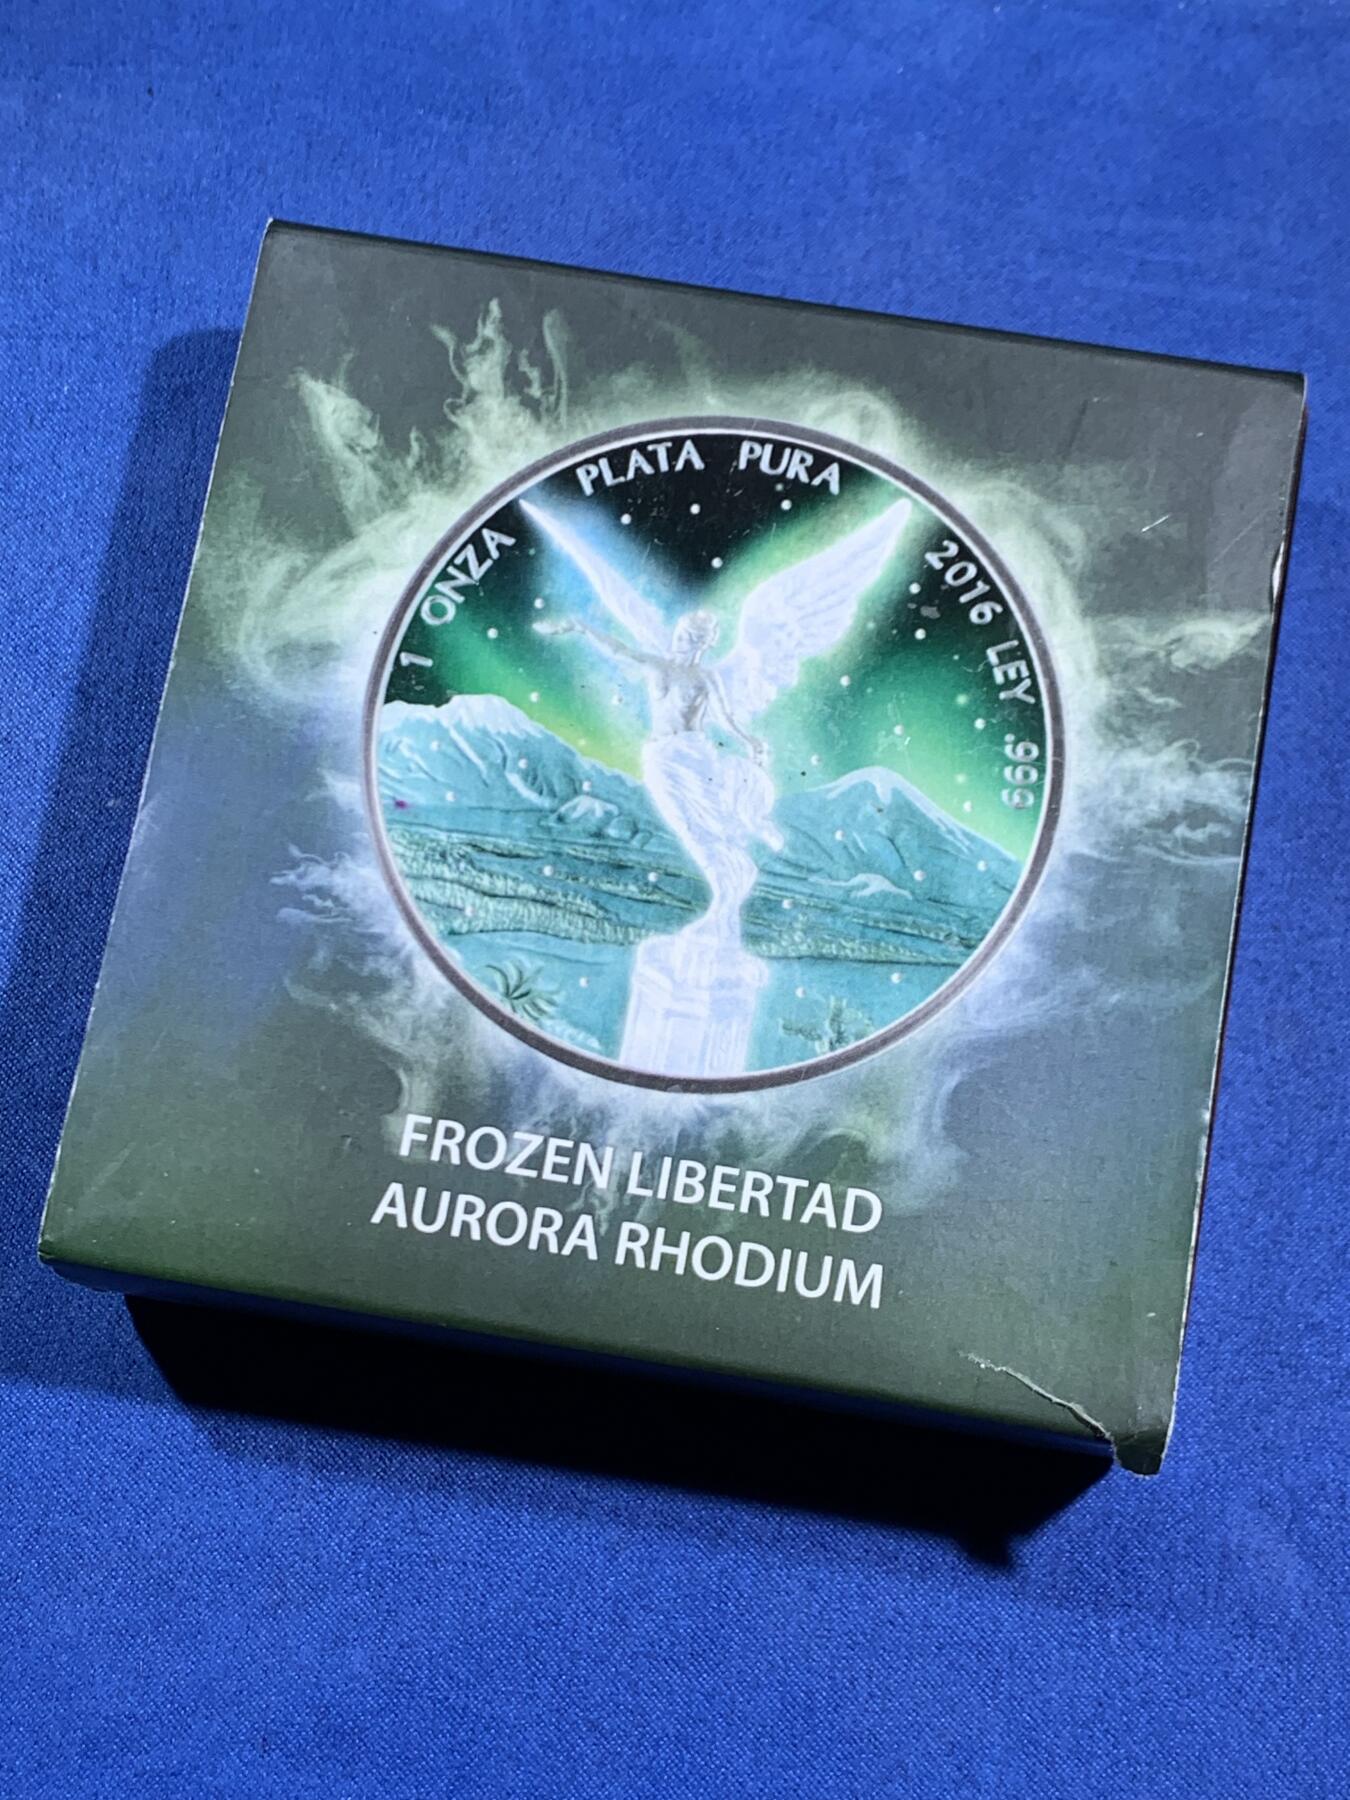 1 ONZA PLATA PURA 2016 LEY .999
FROZEN LIBERTAD
AURORA RHODIUM